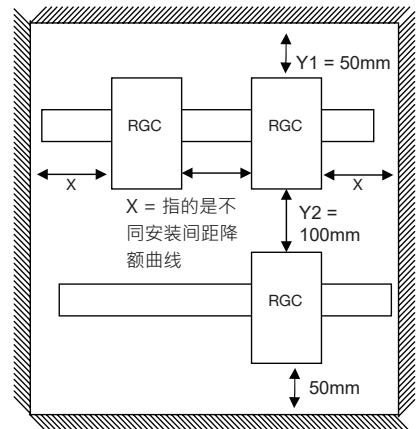 Y1 = 50mm
RGC
RGC
X
X
X = 指的是不
同安装间距降
额曲线
Y2 =
100mm
RGC
50mm